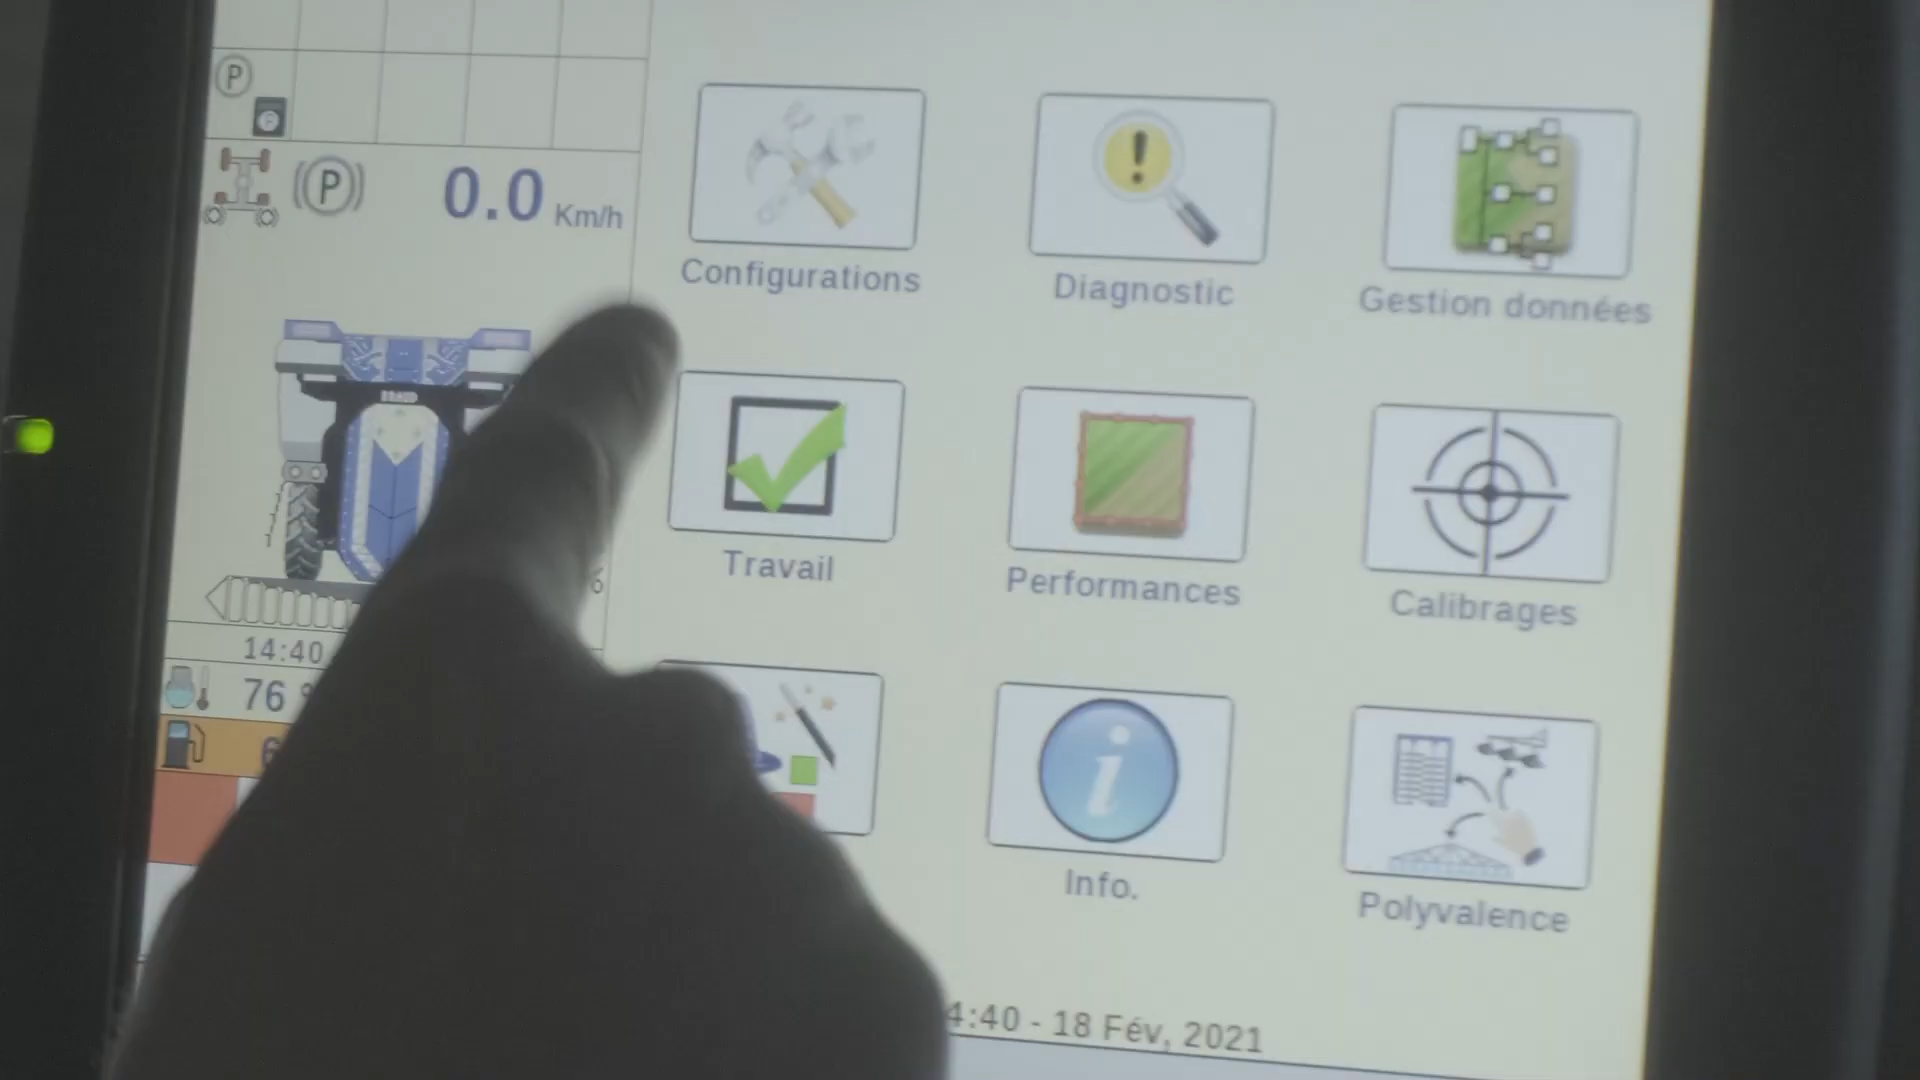 P
P
P
0.0 Km/h
Configurations
Diagnostic
Gestion données
BRAUD
Travail
Performances
Calibrages
14:40
76
Info.
Polyvalence
4:40 - 18 Fév, 2021